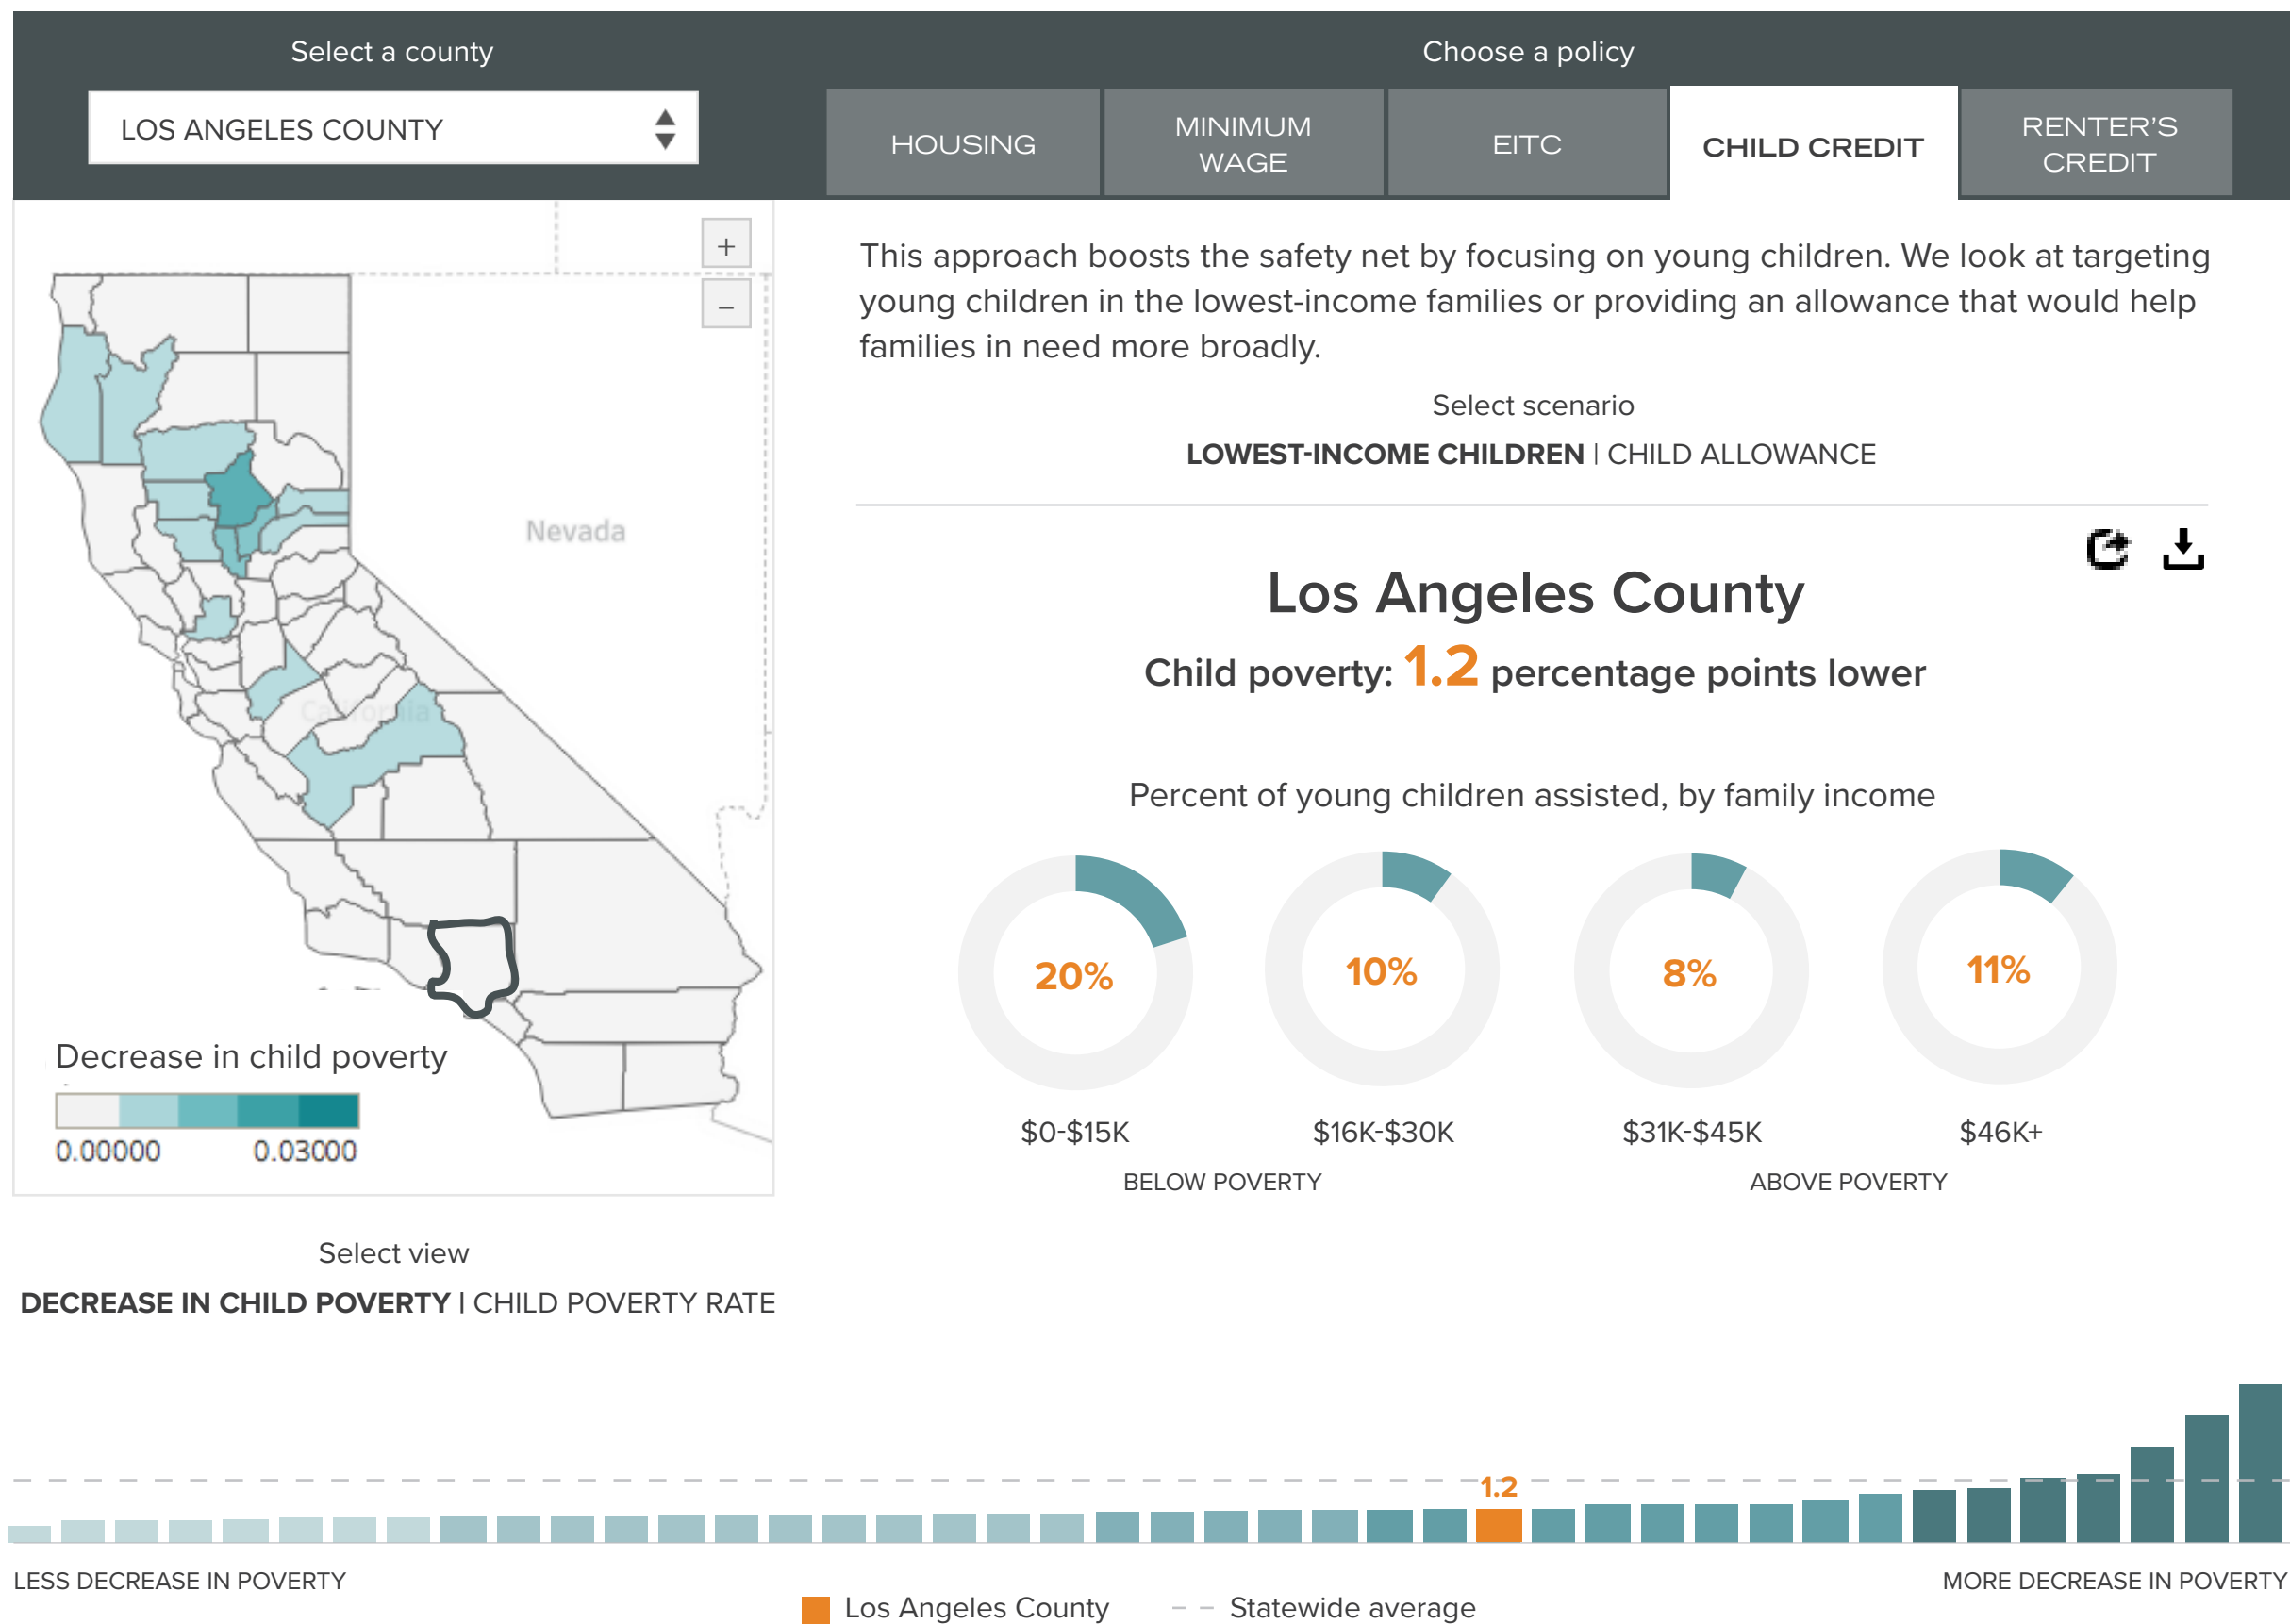 Select a county
LOS ANGELES COUNTY
Choose a policy
HOUSING
MINIMUM
WAGE
EITC
CHILD CREDIT
RENTER'S
CREDIT
+
−
Nevada
California
Decrease in child poverty
0.00000 0.03000
Select view
DECREASE IN CHILD POVERTY | CHILD POVERTY RATE
This approach boosts the safety net by focusing on young children. We look at targeting
young children in the lowest-income families or providing an allowance that would help
families in need more broadly.
Select scenario
LOWEST-INCOME CHILDREN | CHILD ALLOWANCE
Los Angeles County
Child poverty: 1.2 percentage points lower
Percent of young children assisted, by family income
20% 10% 8% 11%
$0-$15K $16K-$30K $31K-$45K $46K+
BELOW POVERTY ABOVE POVERTY
1.2
LESS DECREASE IN POVERTY MORE DECREASE IN POVERTY
Los Angeles County Statewide average